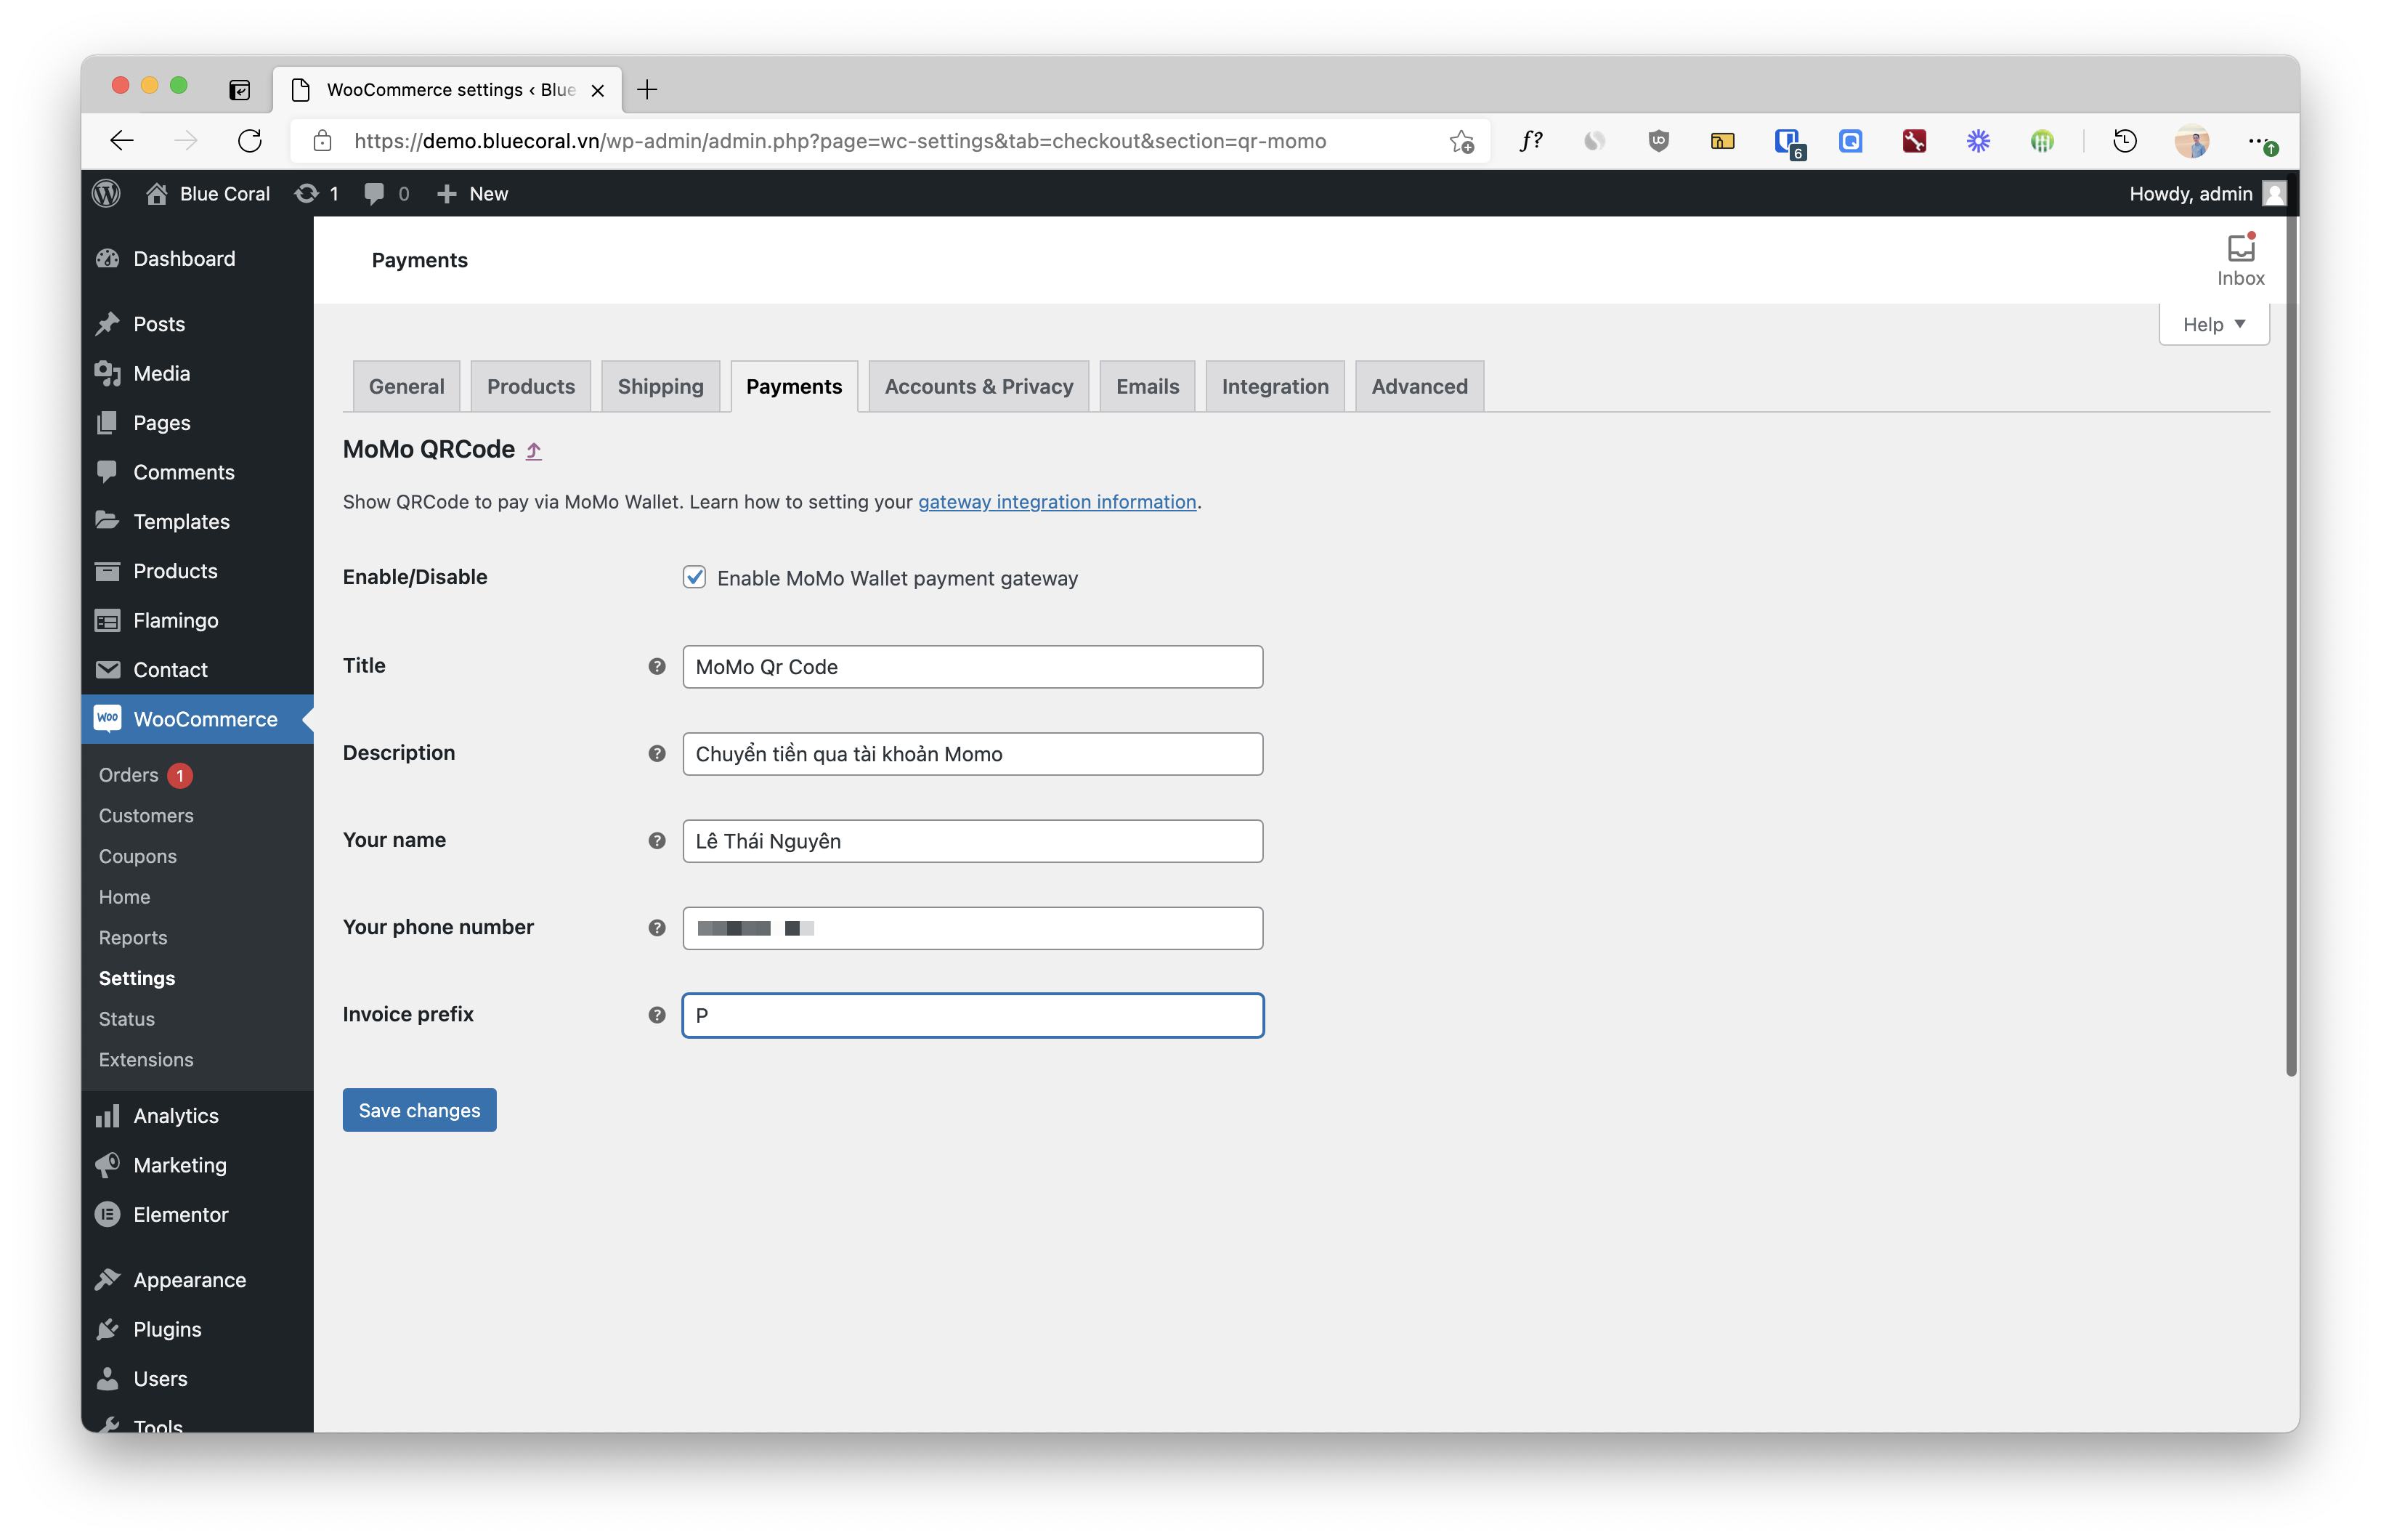 WooCommerce settings ‹ Blue
https://demo.bluecoral.vn/wp-admin/admin.php?page=wc-settings&tab=checkout&section=qr-momo
f?
6
Blue Coral 1 0 New
Howdy, admin
Dashboard
Posts
Media
Pages
Comments
Templates
Products
Flamingo
Contact
Woo WooCommerce
Orders 1
Customers
Coupons
Home
Reports
Settings
Status
Extensions
Analytics
Marketing
Elementor
Appearance
Plugins
Users
Tools
Payments
Inbox
Help
General Products Shipping Payments Accounts & Privacy Emails Integration Advanced
MoMo QRCode
Show QRCode to pay via MoMo Wallet. Learn how to setting your gateway integration information.
Enable/Disable Enable MoMo Wallet payment gateway
Title MoMo Qr Code
Description Chuyển tiền qua tài khoản Momo
Your name Lê Thái Nguyên
Your phone number
Invoice prefix P
Save changes